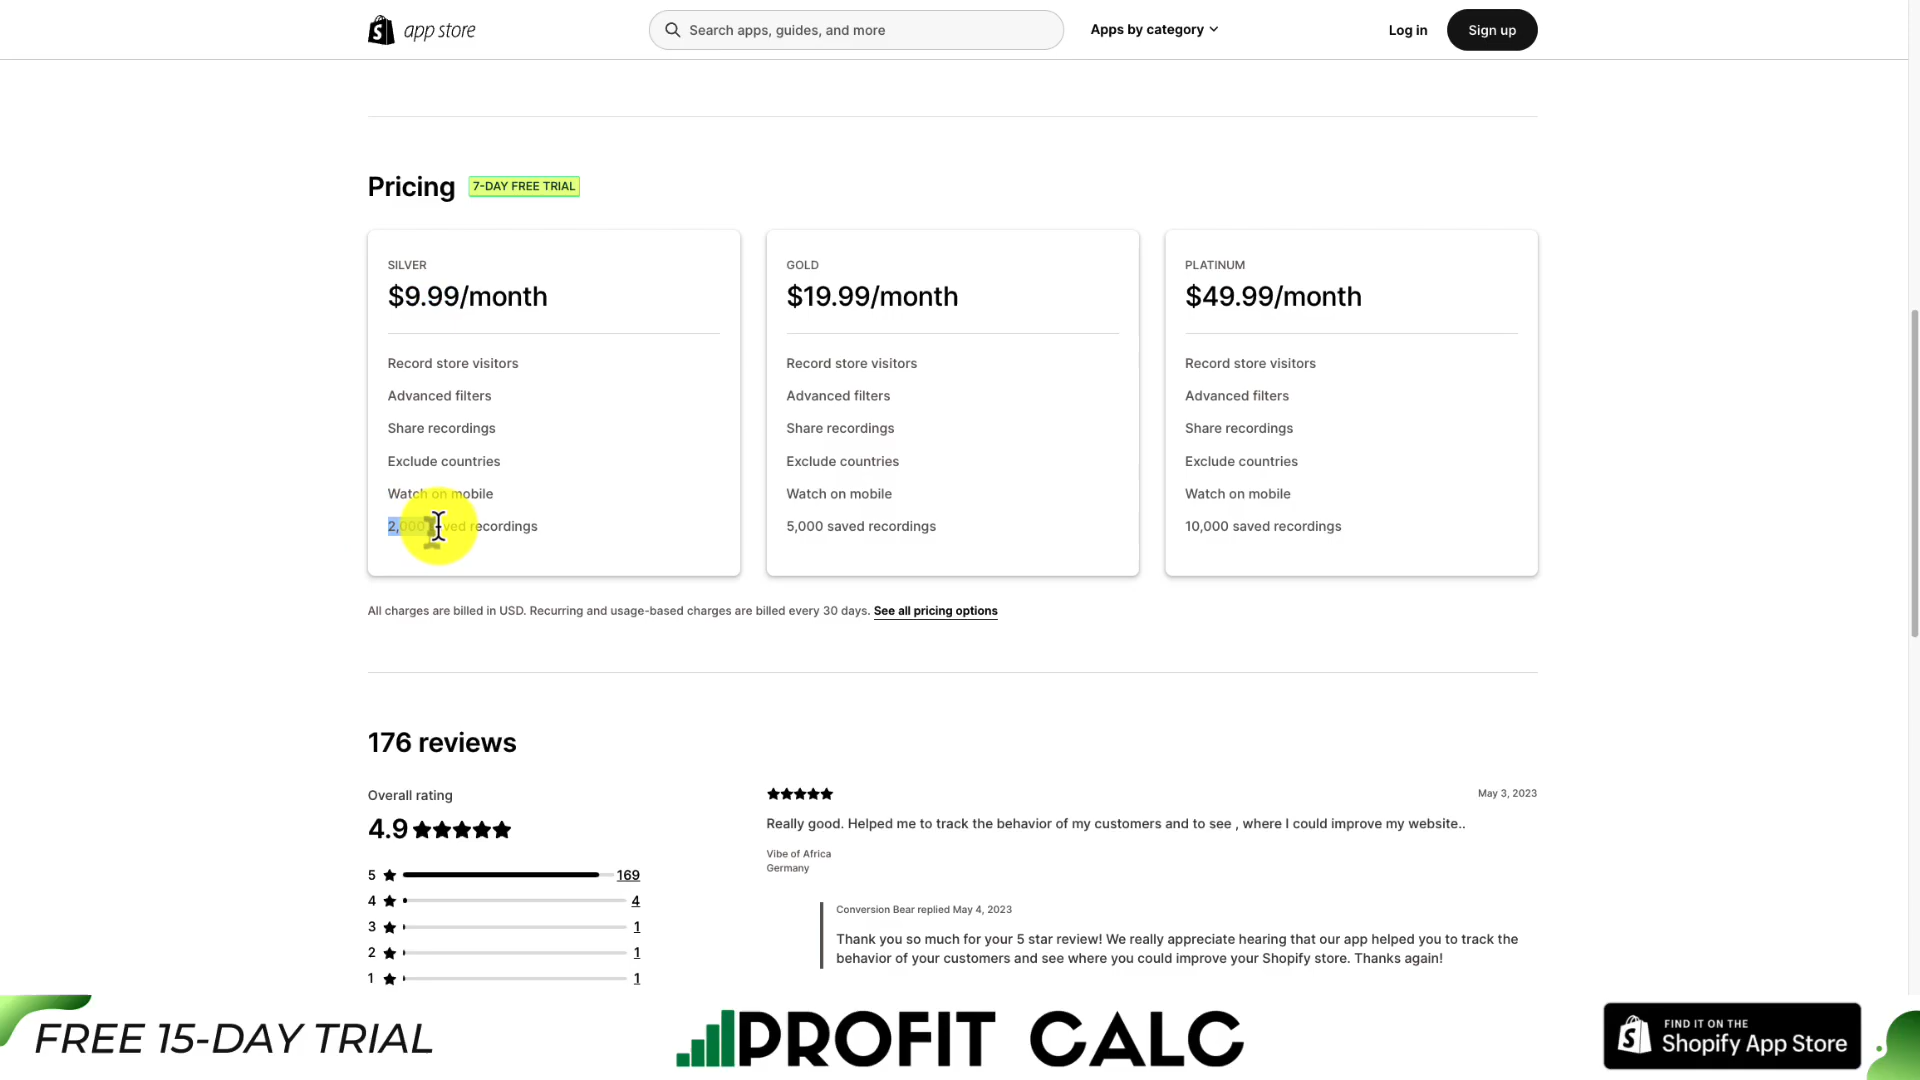 app store
Search apps, guides, and more
Apps by category
Log in
Sign up
Pricing
7-DAY FREE TRIAL
SILVER
$9.99/month
Record store visitors
Advanced filters
Share recordings
Exclude countries
Watch on mobile
2,000 saved recordings
GOLD
$19.99/month
Record store visitors
Advanced filters
Share recordings
Exclude countries
Watch on mobile
5,000 saved recordings
PLATINUM
$49.99/month
Record store visitors
Advanced filters
Share recordings
Exclude countries
Watch on mobile
10,000 saved recordings
All charges are billed in USD. Recurring and usage-based charges are billed every 30 days. See all pricing options
176 reviews
Overall rating
4.9
5 169
4 4
3 1
2 1
1 1
May 3, 2023
Really good. Helped me to track the behavior of my customers and to see , where I could improve my website..
Vibe of Africa
Germany
Conversion Bear replied May 4, 2023
Thank you so much for your 5 star review! We really appreciate hearing that our app helped you to track the
behavior of your customers and see where you could improve your Shopify store. Thanks again!
FREE 15-DAY TRIAL
PROFIT CALC
FIND IT ON THE
Shopify App Store